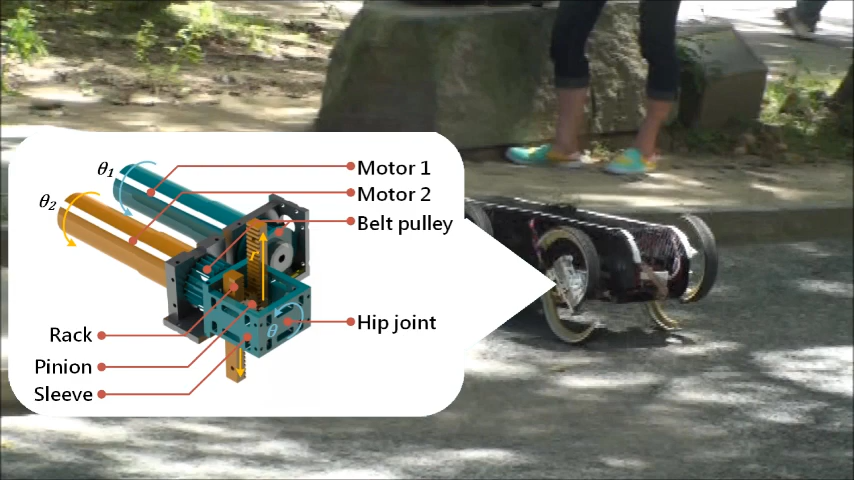 θ1
Motor 1
θ2
Motor 2
Belt pulley
r
θ
Rack
Hip joint
Pinion
Sleeve